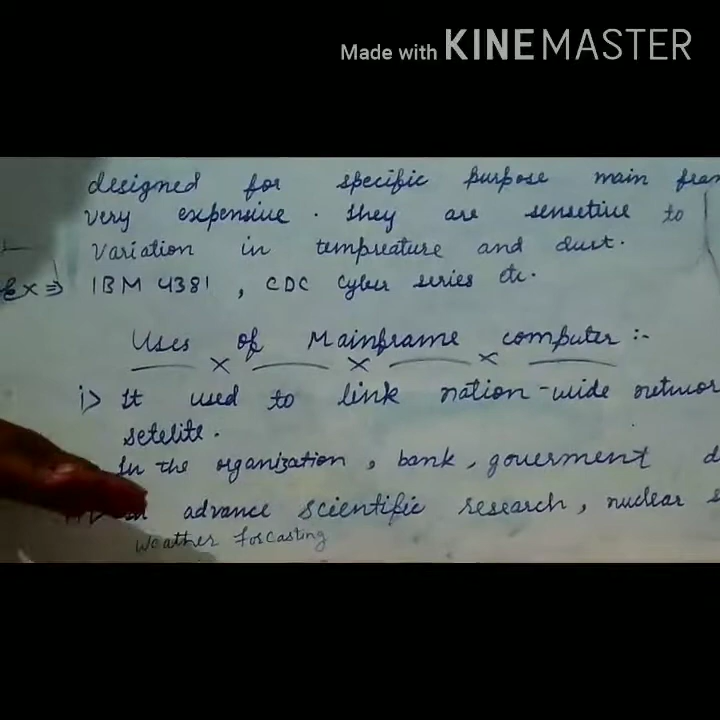 Made with KINEMASTER
designed for specific purpose main fram
very expensive. they are sensetive to
variation in tempreature and dust.
Ex⇒ IBM 4381, CDC Cyber series etc.
Uses of Mainframe computer :-
i> It used to link nation-wide networ
setelite.
In the organization, bank, gouverment d
advance scientific research, nuclear s
Weather forcasting